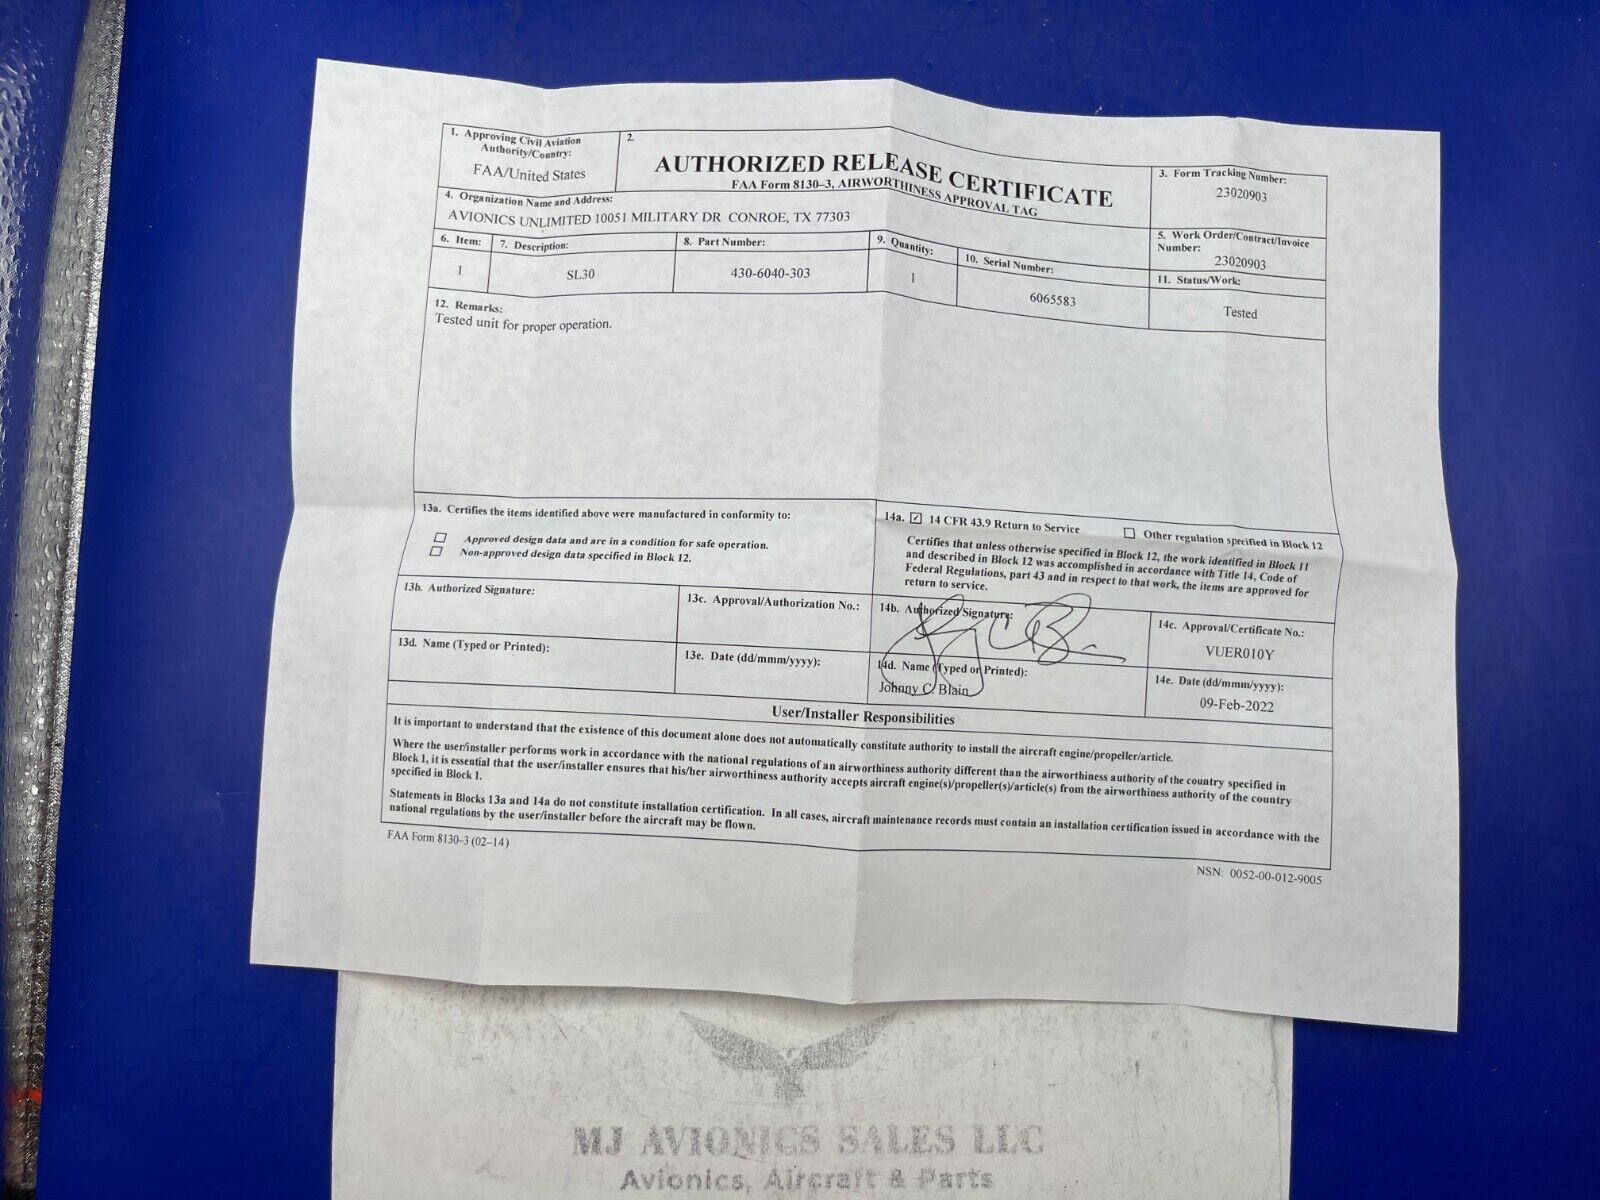 1. Approving Civil Aviation
Authority/Country:
FAA/United States
2.
AUTHORIZED RELEASE CERTIFICATE
FAA Form 8130–3, AIRWORTHINESS APPROVAL TAG
3. Form Tracking Number:
23020903
4. Organization Name and Address:
AVIONICS UNLIMITED 10051 MILITARY DR CONROE, TX 77303
5. Work Order/Contract/Invoice
Number:
23020903
6. Item:
1
7. Description:
SL30
8. Part Number:
430-6040-303
9. Quantity:
1
10. Serial Number:
6065583
11. Status/Work:
Tested
12. Remarks:
Tested unit for proper operation.
13a. Certifies the items identified above were manufactured in conformity to:
Approved design data and are in a condition for safe operation.
Non-approved design data specified in Block 12.
14a. ☑ 14 CFR 43.9 Return to Service ☐ Other regulation specified in Block 12
Certifies that unless otherwise specified in Block 12, the work identified in Block 11
and described in Block 12 was accomplished in accordance with Title 14, Code of
Federal Regulations, part 43 and in respect to that work, the items are approved for
return to service.
13b. Authorized Signature:
13c. Approval/Authorization No.:
14b. Authorized Signature:
14c. Approval/Certificate No.:
VUER010Y
13d. Name (Typed or Printed):
13e. Date (dd/mmm/yyyy):
14d. Name (Typed or Printed):
Johnny C. Blain
14e. Date (dd/mmm/yyyy):
09-Feb-2022
User/Installer Responsibilities
It is important to understand that the existence of this document alone does not automatically constitute authority to install the aircraft engine/propeller/article.
Where the user/installer performs work in accordance with the national regulations of an airworthiness authority different than the airworthiness authority of the country specified in
Block 1, it is essential that the user/installer ensures that his/her airworthiness authority accepts aircraft engine(s)/propeller(s)/article(s) from the airworthiness authority of the country
specified in Block 1.
Statements in Blocks 13a and 14a do not constitute installation certification. In all cases, aircraft maintenance records must contain an installation certification issued in accordance with the
national regulations by the user/installer before the aircraft may be flown.
FAA Form 8130–3 (02–14)
NSN: 0052-00-012-9005
MJ AVIONICS SALES LLC
Avionics, Aircraft & Parts